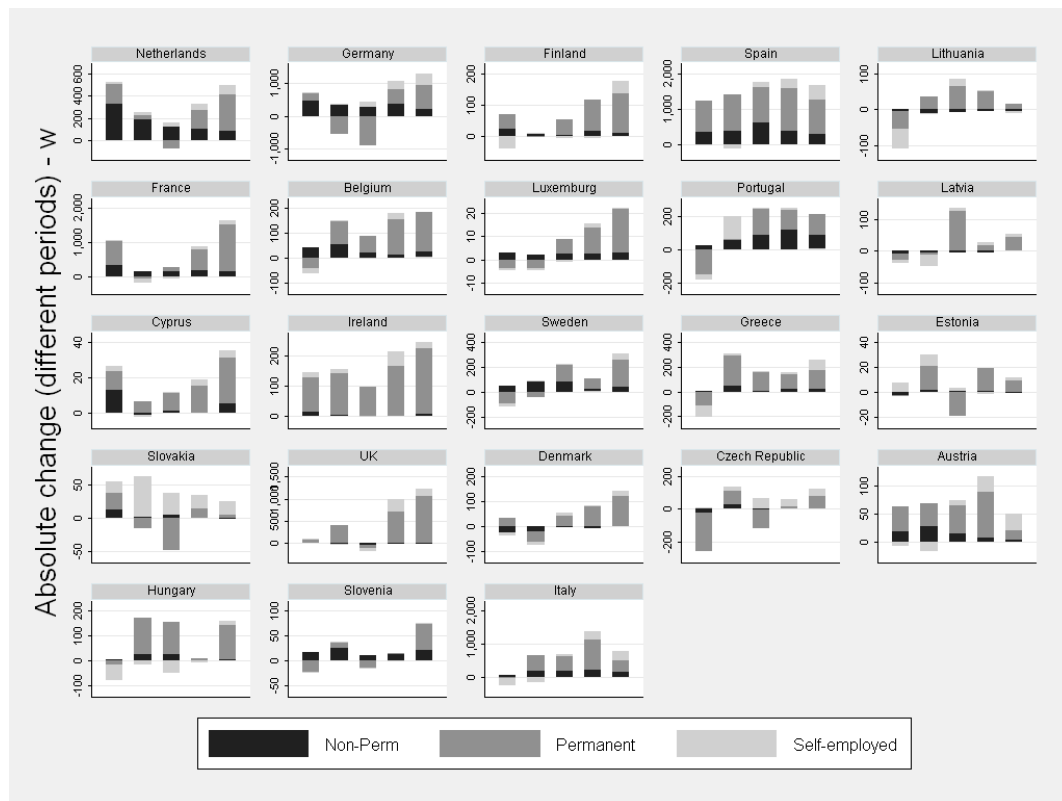 Absolute change (different periods) - w
Netherlands
0 200 400 600
Germany
-1,000 0 1,000
Finland
0 100 200
Spain
0 1,000 2,000
Lithuania
-100 0 100
France
0 1,000 2,000
Belgium
-100 0 100 200
Luxemburg
-10 0 10 20
Portugal
-200 0 200
Latvia
-100 0 100
Cyprus
0 20 40
Ireland
0 100 200
Sweden
-200 0 200 400
Greece
-200 0 200 400
Estonia
-20 0 20 40
Slovakia
-50 0 50
UK
0 500 1,000 1,500
Denmark
-100 0 100 200
Czech Republic
-200 0 200
Austria
0 50 100
Hungary
-100 0 100 200
Slovenia
-50 0 50 100
Italy
0 1,000 2,000
Non-Perm Permanent Self-employed